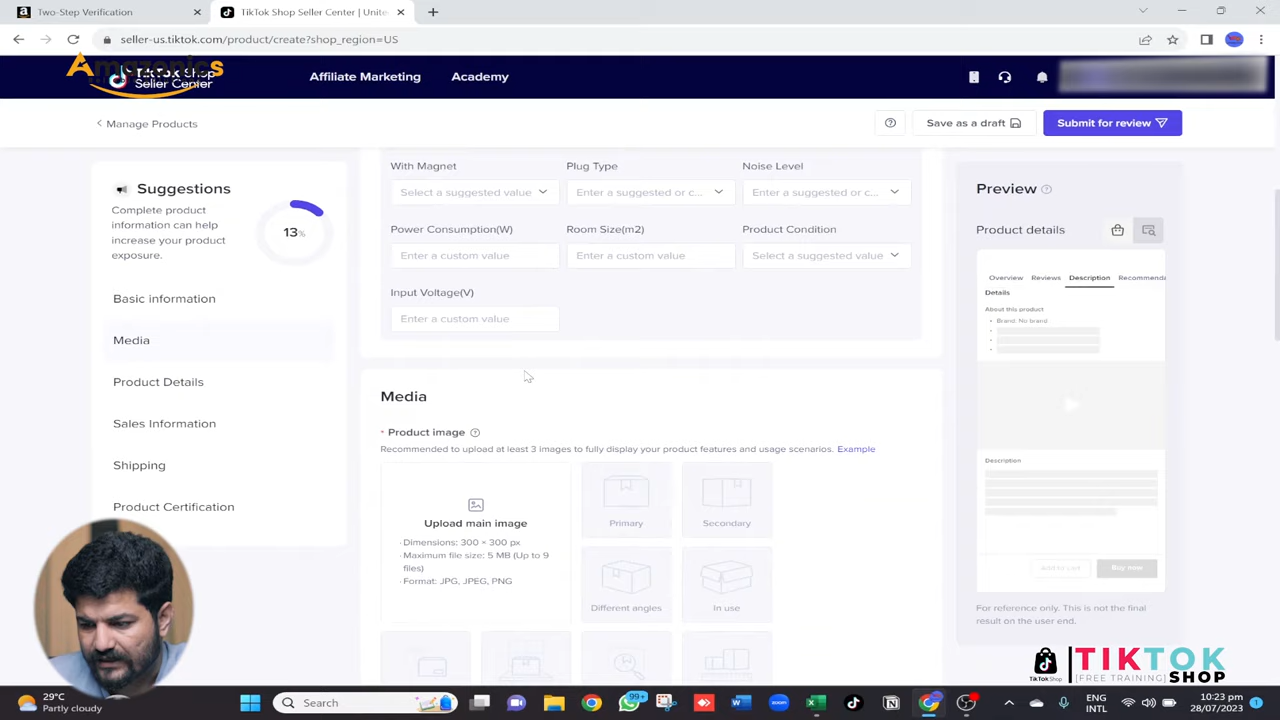 Two-Step Verification
TikTok Shop Seller Center | Unite
seller-us.tiktok.com/product/create?shop_region=US
Amazonics
TikTok Shop
Seller Center
Affiliate Marketing
Academy
Manage Products
Save as a draft
Submit for review
Suggestions
Complete product
information can help
increase your product
exposure.
13%
Basic information
Media
Product Details
Sales Information
Shipping
Product Certification
With Magnet
Plug Type
Noise Level
Select a suggested value
Enter a suggested or c...
Enter a suggested or c...
Power Consumption(W)
Room Size(m2)
Product Condition
Enter a custom value
Enter a custom value
Select a suggested value
Input Voltage(V)
Enter a custom value
Media
* Product image
Recommended to upload at least 3 images to fully display your product features and usage scenarios. Example
Upload main image
· Dimensions: 300 × 300 px
· Maximum file size: 5 MB (Up to 9
files)
· Format: JPG, JPEG, PNG
Primary
Secondary
Different angles
In use
Preview
Product details
Overview
Reviews
Description
Recommenda
Details
About this product
• Brand: No brand
Description
Add to cart
Buy now
For reference only. This is not the final
result on the user end.
TIKTOK
[FREE TRAINING] SHOP
TikTok Shop
29°C
Partly cloudy
Search
99+
zoom
ENG
INTL
10:23 pm
28/07/2023